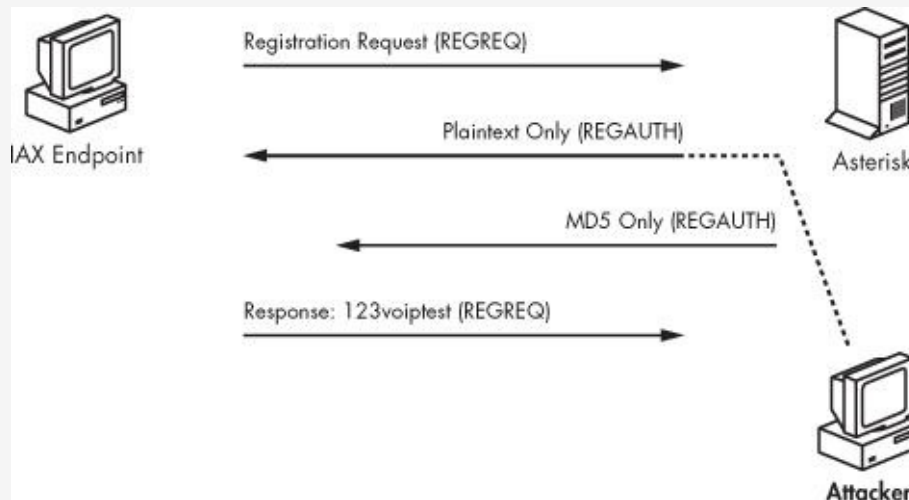 Registration Request (REGREQ)
Plaintext Only (REGAUTH)
IAX Endpoint
Asterisk
MD5 Only (REGAUTH)
Response: 123voiptest (REGREQ)
Attacker